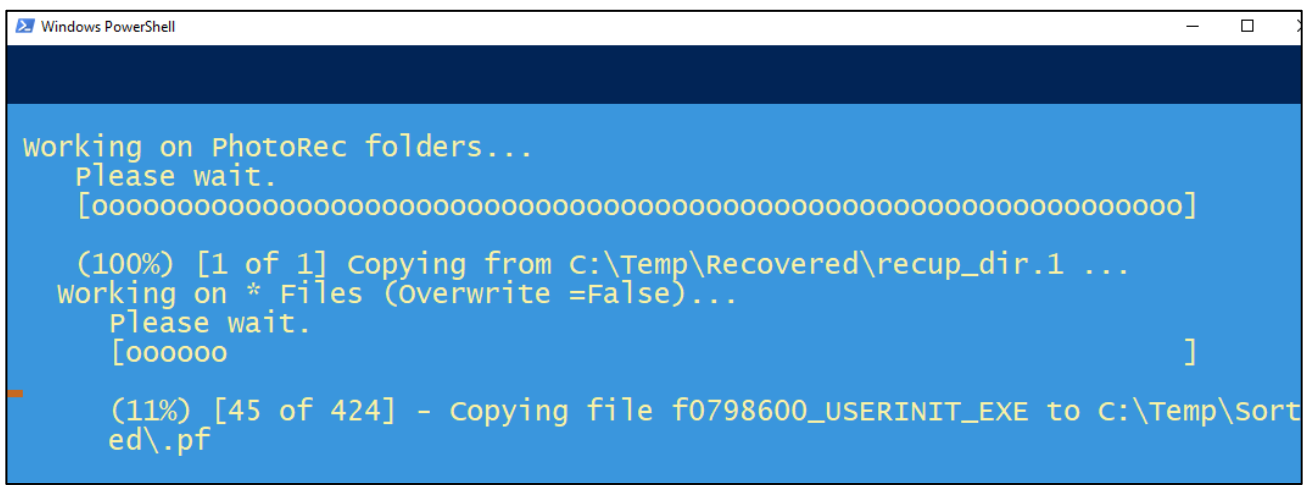 Windows PowerShell
Working on PhotoRec folders...
Please wait.
[oooooooooooooooooooooooooooooooooooooooooooooooooooooooooooooooo]
(100%) [1 of 1] Copying from C:\Temp\Recovered\recup_dir.1 ...
Working on * Files (Overwrite =False)...
Please wait.
[oooooo ]
(11%) [45 of 424] - Copying file f0798600_USERINIT_EXE to C:\Temp\Sort
ed\.pf